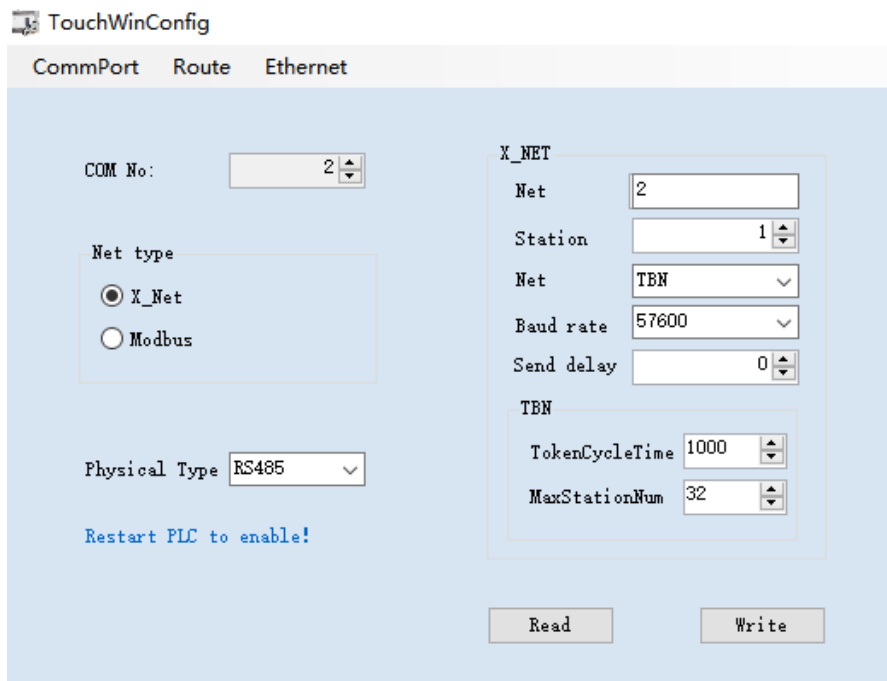 TouchWinConfig
CommPort Route Ethernet
COM No: 2
Net type
X_Net
Modbus
Physical Type RS485
Restart PLC to enable!
X_NET
Net 2
Station 1
Net TBN
Baud rate 57600
Send delay 0
TBN
TokenCycleTime 1000
MaxStationNum 32
Read Write